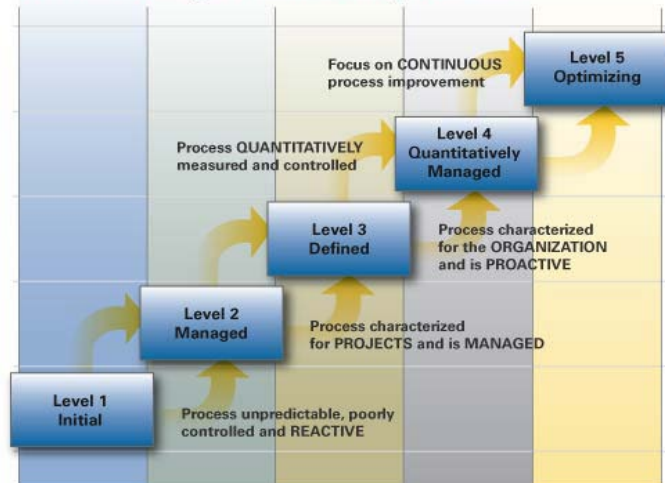 Focus on CONTINUOUS
process improvement
Level 5
Optimizing
Process QUANTITATIVELY
measured and controlled
Level 4
Quantitatively
Managed
Level 3
Defined
Process characterized
for the ORGANIZATION
and is PROACTIVE
Level 2
Managed
Process characterized
for PROJECTS and is MANAGED
Level 1
Initial
Process unpredictable, poorly
controlled and REACTIVE